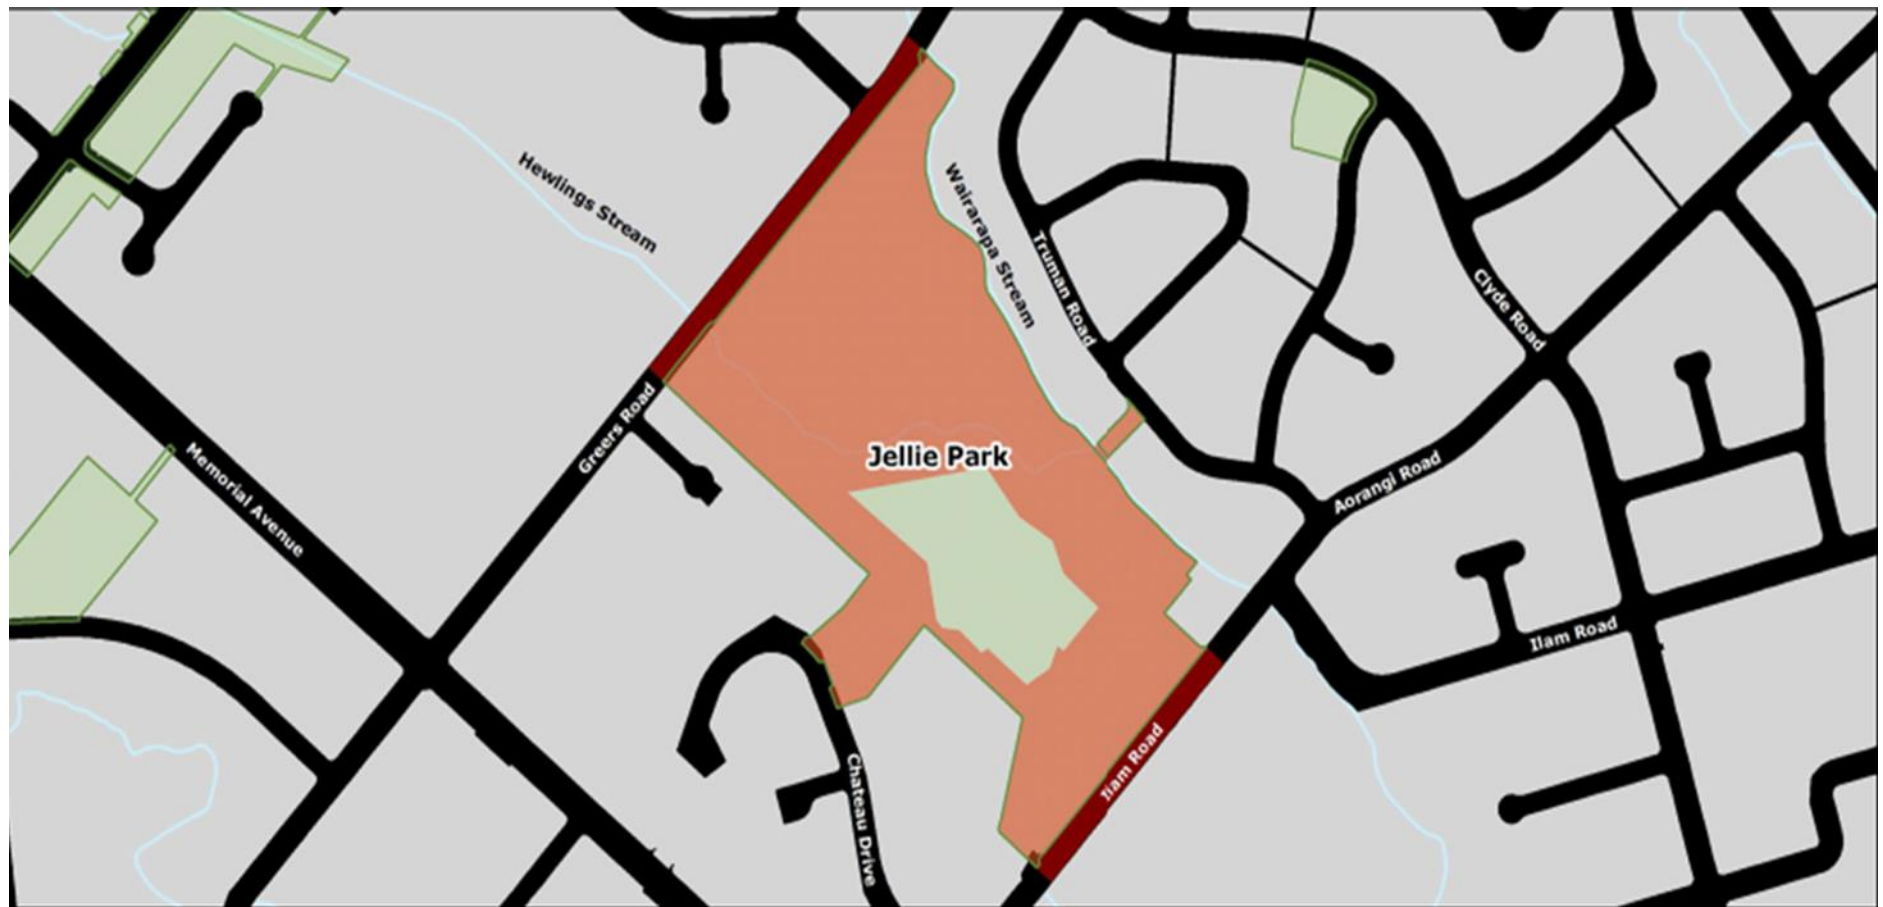 Hewlings Stream
Wairarapa Stream
Truman Road
Clyde Road
Greers Road
Jellie Park
Memorial Avenue
Aorangi Road
Ilam Road
Ilam Road
Chateau Drive